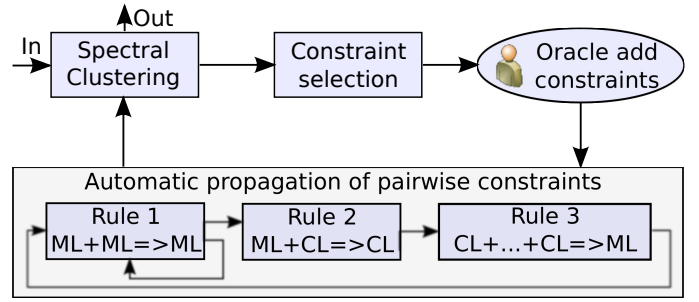 Out
In
Spectral
Clustering
Constraint
selection
Oracle add
constraints
Automatic propagation of pairwise constraints
Rule 1
ML+ML=>ML
Rule 2
ML+CL=>CL
Rule 3
CL+...+CL=>ML